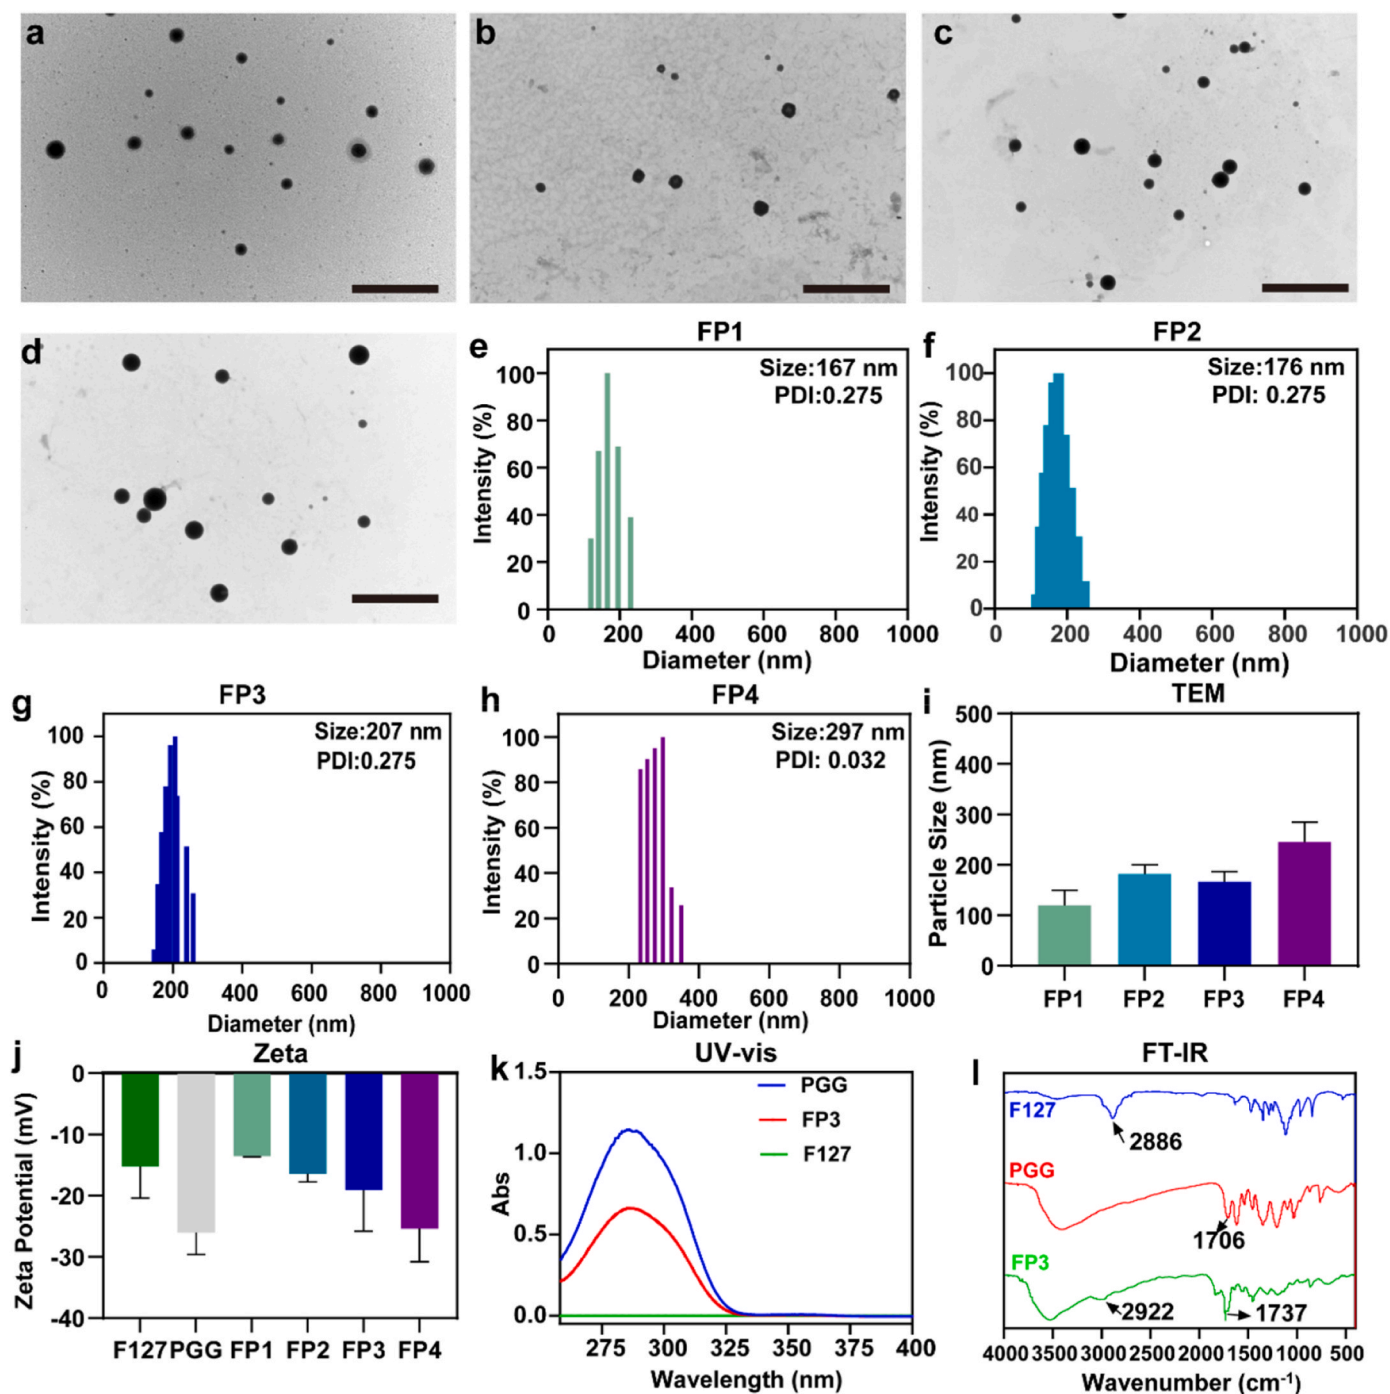 a
b
c
d
e
FP1
Size:167 nm
PDI:0.275
Intensity (%)
100
80
60
40
20
0
0 200 400 600 800 1000
Diameter (nm)
f
FP2
Size:176 nm
PDI: 0.275
Intensity (%)
100
80
60
40
20
0
0 200 400 600 800 1000
Diameter (nm)
g
FP3
Size:207 nm
PDI:0.275
Intensity (%)
100
80
60
40
20
0
0 200 400 600 800 1000
Diameter (nm)
h
FP4
Size:297 nm
PDI: 0.032
Intensity (%)
100
80
60
40
20
0
0 200 400 600 800 1000
Diameter (nm)
i
TEM
Particle Size (nm)
500
400
300
200
100
0
FP1 FP2 FP3 FP4
j
Zeta
Zeta Potential (mV)
0
-10
-20
-30
-40
F127 PGG FP1 FP2 FP3 FP4
k
UV-vis
PGG
FP3
F127
Abs
1.5
1.0
0.5
0.0
275 300 325 350 375 400
Wavelength (nm)
l
FT-IR
F127
2886
PGG
1706
FP3
2922
1737
4000 3500 3000 2500 2000 1500 1000 500
Wavenumber (cm⁻¹)